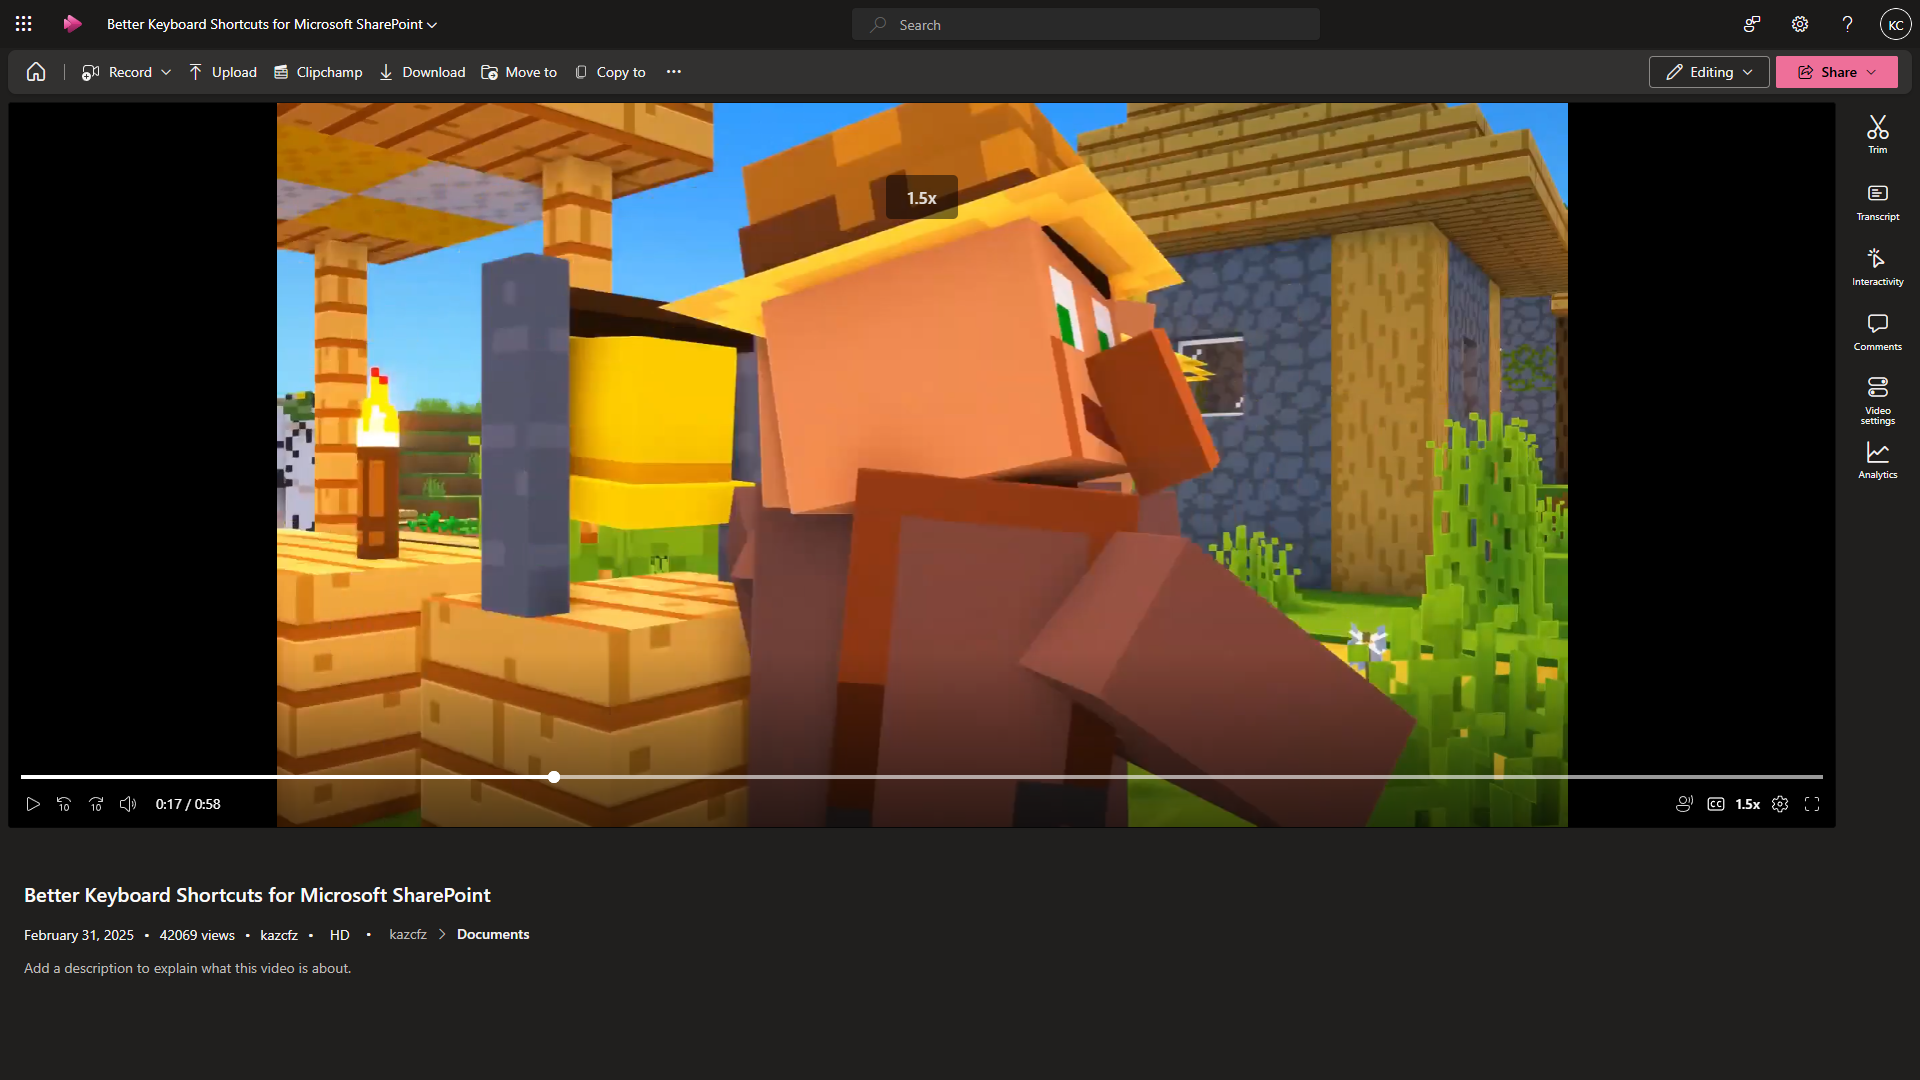 Better Keyboard Shortcuts for Microsoft SharePoint
Search
KC
Record
Upload
Clipchamp
Download
Move to
Copy to
Editing
Share
1.5x
Trim
Transcript
Interactivity
Comments
Video
settings
Analytics
10
10
0:17 / 0:58
CC
1.5x
Better Keyboard Shortcuts for Microsoft SharePoint
February 31, 2025 • 42069 views • kazcfz • HD • kazcfz > Documents
Add a description to explain what this video is about.